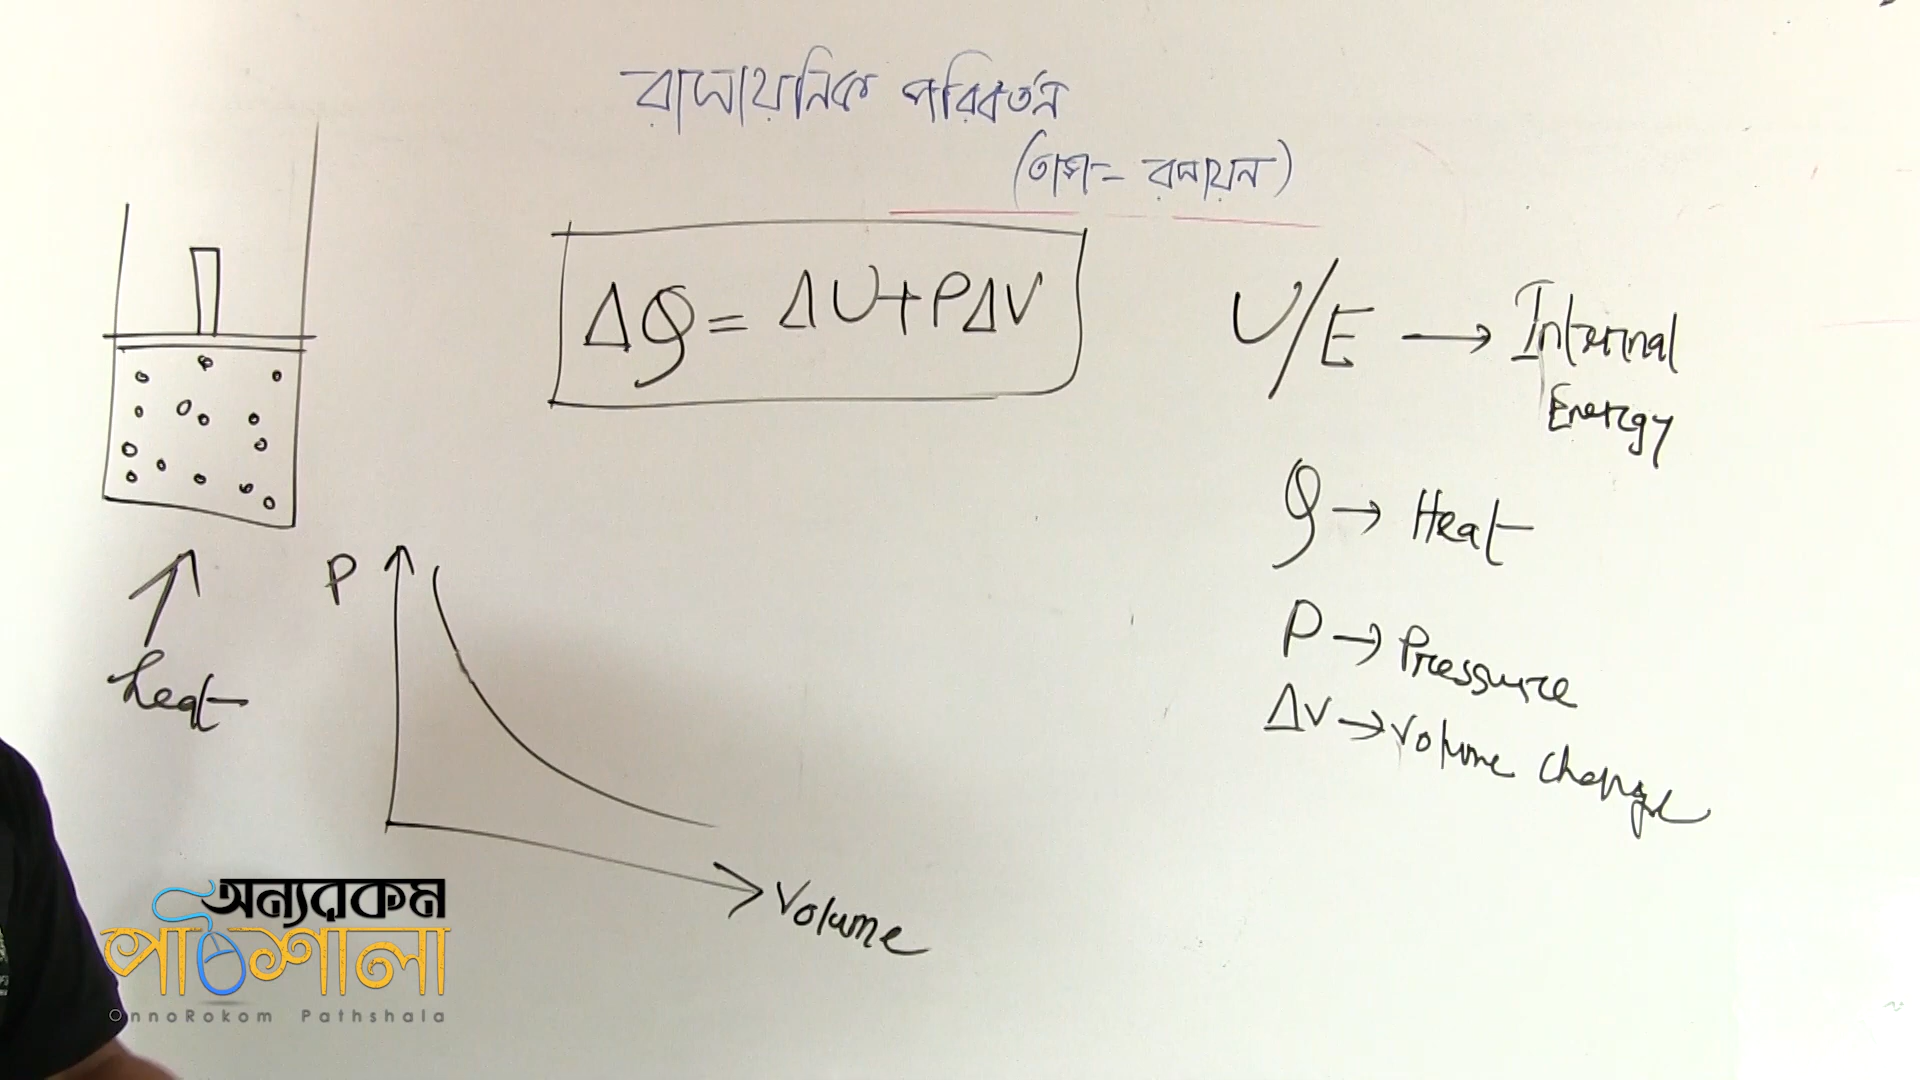 রাসায়নিক পরিবর্তন
(তাপ- রসায়ন)
ΔQ = ΔU+PΔV
U/E → Internal
Energy
Q → Heat
P → Pressure
ΔV → Volume change
heat
P
Volume
অন্যরকম
পাঠশালা
OnnoRokom Pathshala